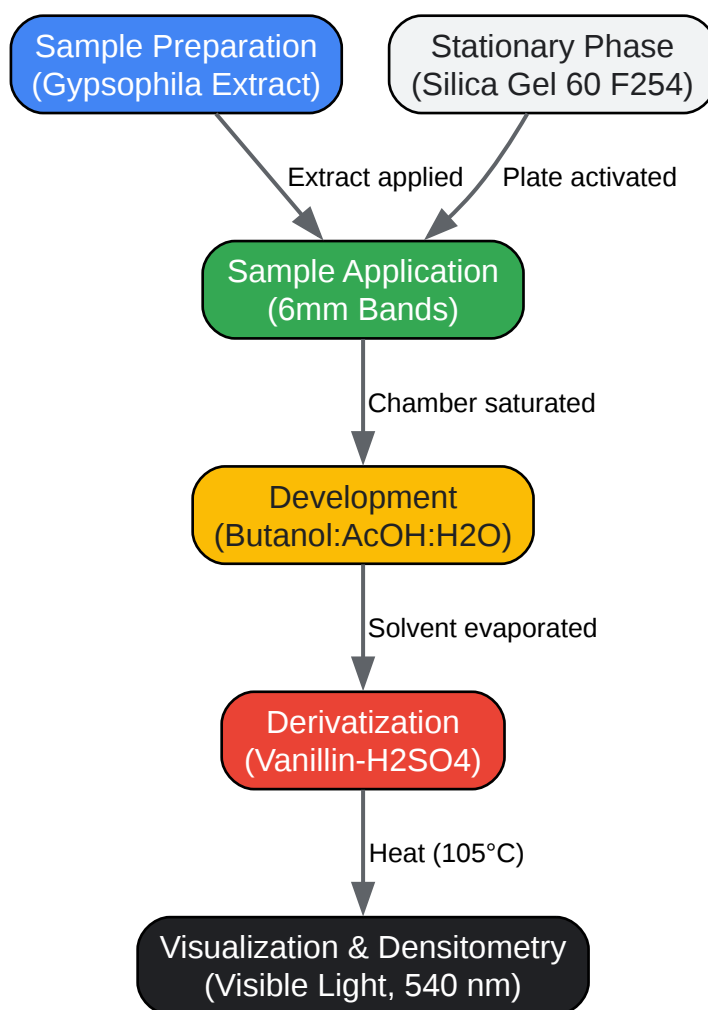 Sample Preparation
(Gypsophila Extract)
Stationary Phase
(Silica Gel 60 F254)
Extract applied
Plate activated
Sample Application
(6mm Bands)
Chamber saturated
Development
(Butanol:AcOH:H2O)
Solvent evaporated
Derivatization
(Vanillin-H2SO4)
Heat (105°C)
Visualization & Densitometry
(Visible Light, 540 nm)